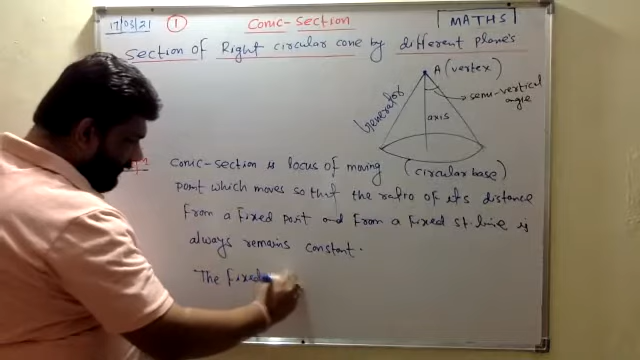 17/05/21 1 Conic-Section MATHS
Section of Right circular cone by different plane's
A (vertex)
Generator
semi-vertical
angle
axis
(circular base)
Conic-section is locus of moving
point which moves so that the ratio of its distance
from a fixed point and from a fixed st. line is
always remains constant.
The fixed